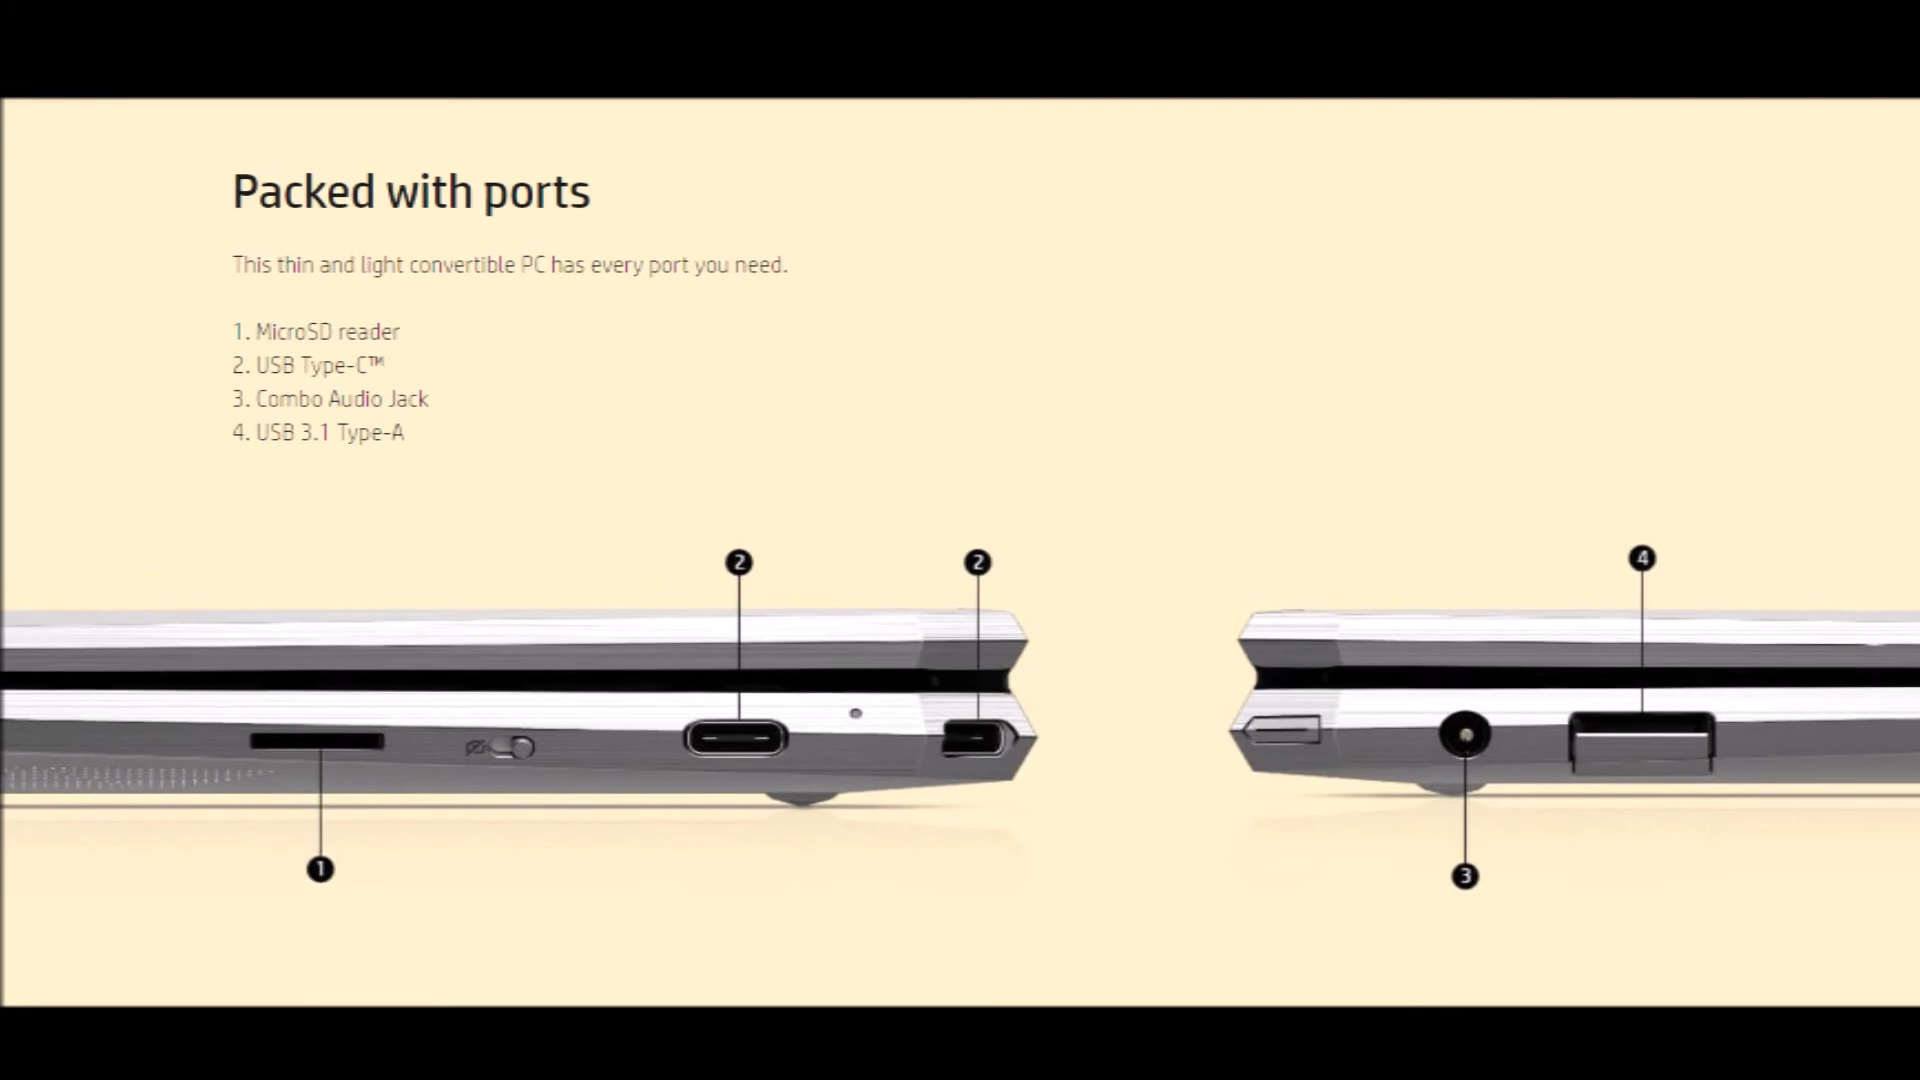 Packed with ports
This thin and light convertible PC has every port you need.
1. MicroSD reader
2. USB Type-C™
3. Combo Audio Jack
4. USB 3.1 Type-A
2
2
4
1
3